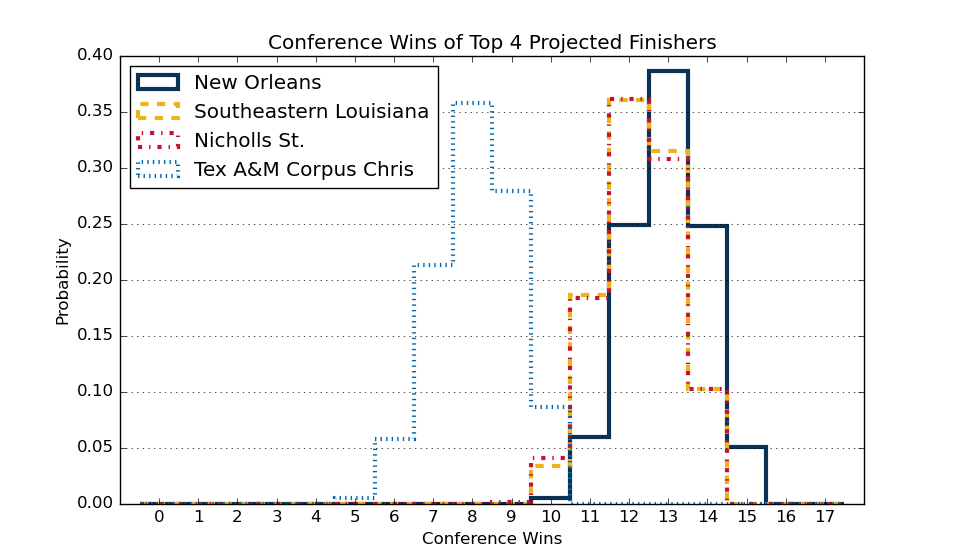 Conference Wins of Top 4 Projected Finishers
New Orleans
Southeastern Louisiana
Nicholls St.
Tex A&M Corpus Chris
Probability
0.40
0.35
0.30
0.25
0.20
0.15
0.10
0.05
0.00
0 1 2 3 4 5 6 7 8 9 10 11 12 13 14 15 16 17
Conference Wins